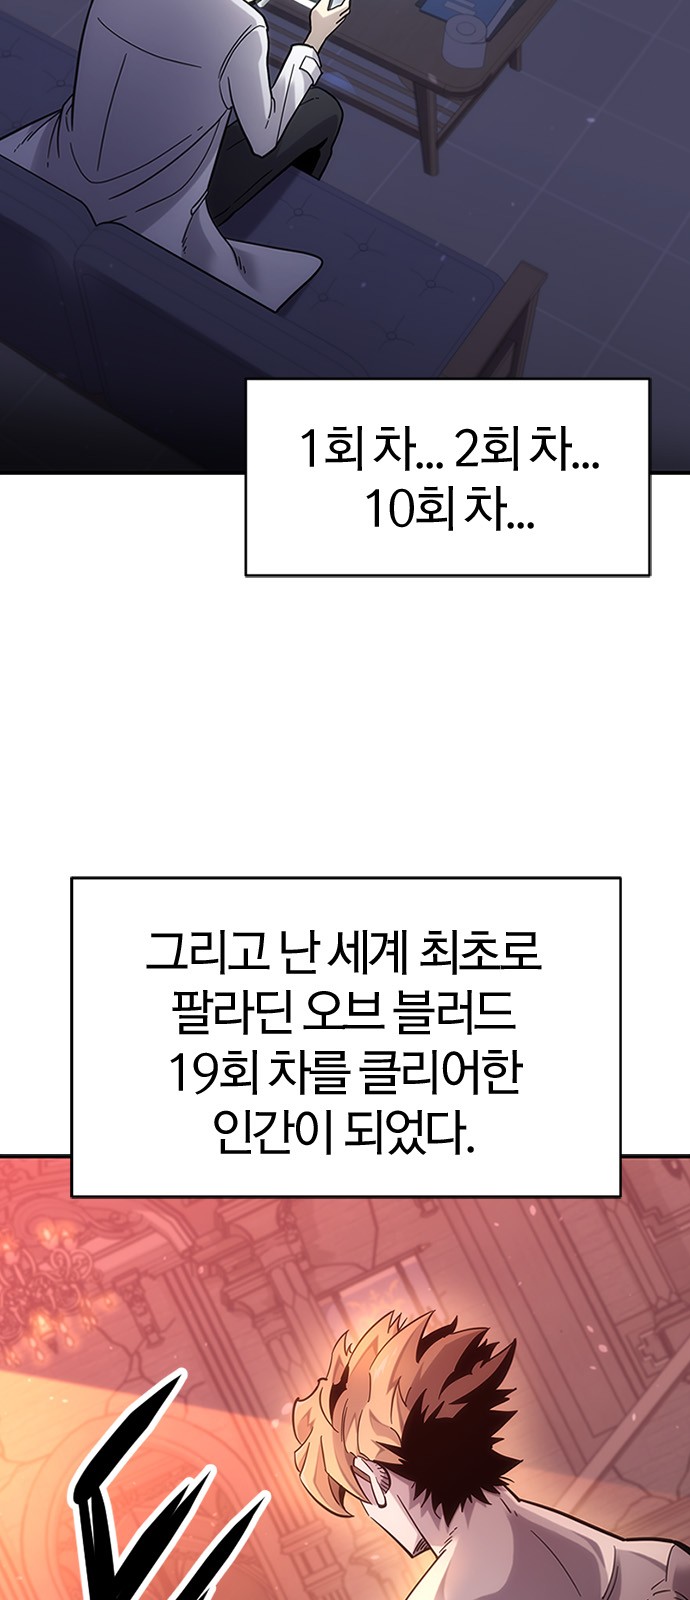 1회 차... 2회 차...
10회 차...
그리고 난 세계 최초로
팔라딘 오브 블러드
19회 차를 클리어한
인간이 되었다.